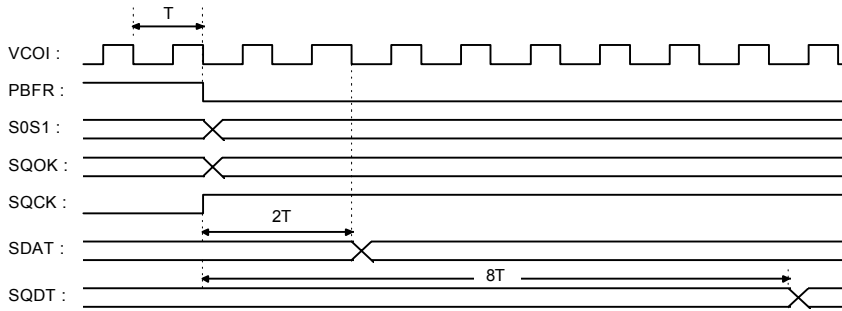 T
VCOI :
PBFR :
S0S1 :
SQOK :
SQCK :
2T
SDAT :
8T
SQDT :